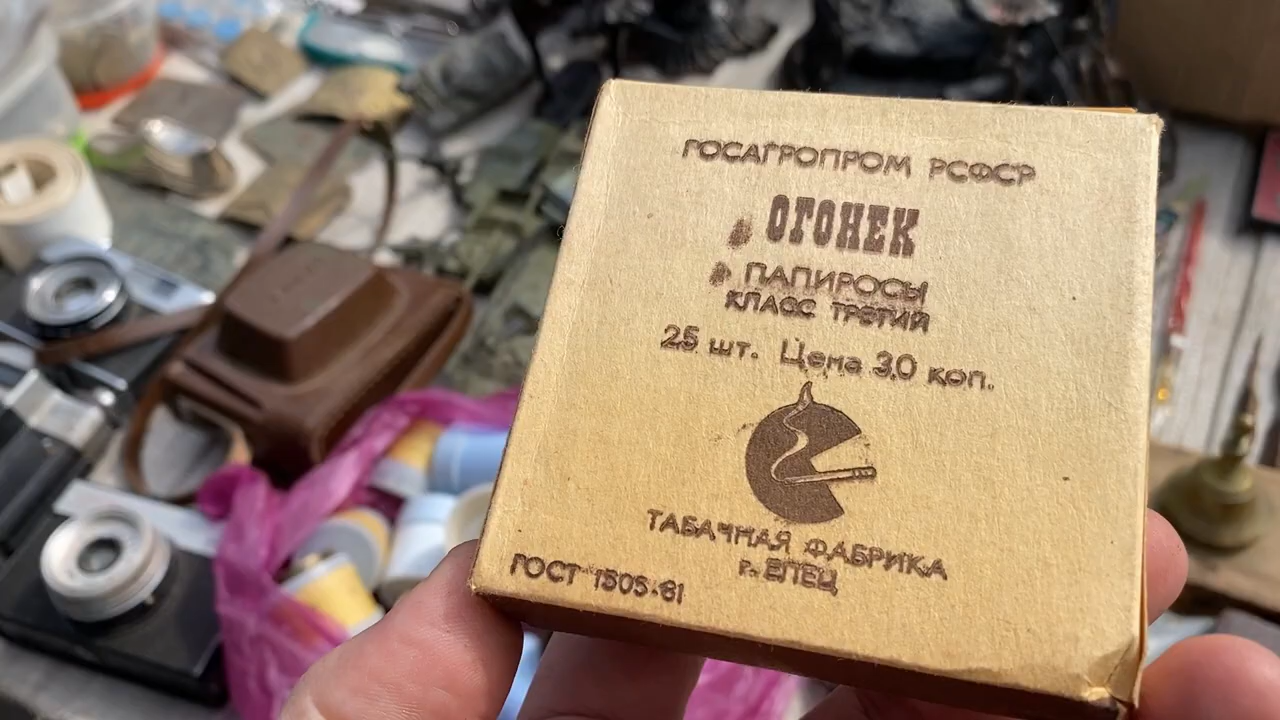 ГОСАГРОПРОМ РСФСР
ОГОНЕК
ПАПИРОСЫ
КЛАСС ТРЕТИЙ
25 шт. Цена 30 коп.
ТАБАЧНАЯ ФАБРИКА
г. ЕЛЕЦ
ГОСТ 1505-81